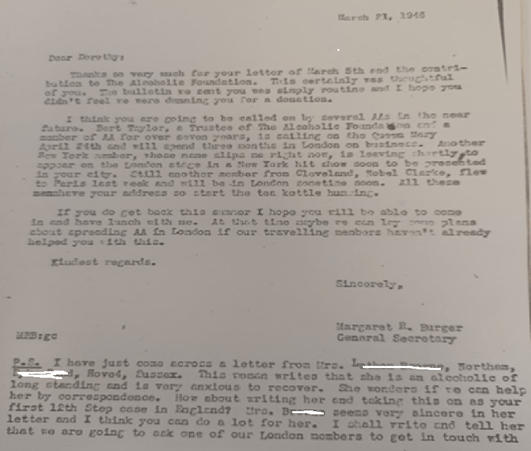 March 21, 1946
Dear Dorothy:
Thanks so very much for your letter of March 5th and the contri-
bution to The Alcoholic Foundation. This certainly was thoughtful
of you. The bulletin we sent you was simply routine and I hope you
didn't feel we were dunning you for a donation.
I think you are going to be called on by several AAs in the near
future. Bert Taylor, a Trustee of The Alcoholic Foundation and a
member of AA for over seven years, is sailing on the Queen Mary
April 24th and will spend three months in London on business. Another
New York member, whose name slips me right now, is leaving shortly to
appear on the London stage in a New York hit show soon to be presented
in your city. Still another member from Cleveland, Clarke, flew
to Paris last week and will be in London sometime soon. All these
have your address so start the tea kettle humming.
If you do get back this summer I hope you will be able to come
in and have lunch with me. At that time maybe we can lay some plans
about spreading AA in London if our travelling members haven't already
helped you with this.
Kindest regards.
Sincerely,
Margaret R. Burger
General Secretary
MRB:gc
P.S. I have just come across a letter from Mrs. Northam,
Hove4, Sussex. This woman writes that she is an alcoholic of
long standing and is very anxious to recover. She wonders if we can help
her by correspondence. How about writing her and taking this on as your
first 12th Step case in England? Mrs. B seems very sincere in her
letter and I think you can do a lot for her. I shall write and tell her
that we are going to ask one of our London members to get in touch with